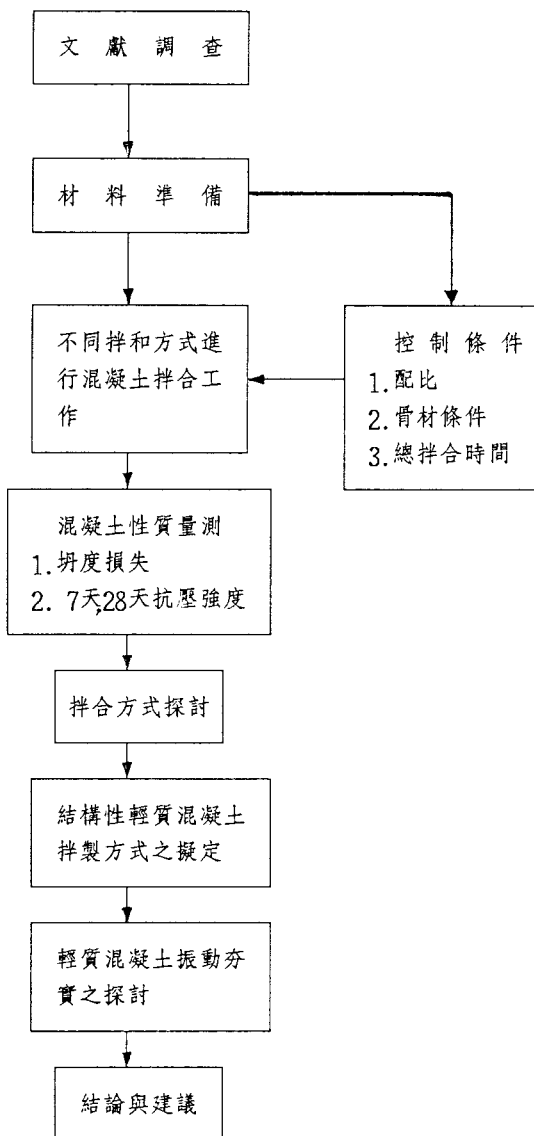 文獻調查
材料準備
不同拌和方式進
行混凝土拌合工
作
控制條件
1.配比
2.骨材條件
3.總拌合時間
混凝土性質量測
1.坍度損失
2. 7天,28天抗壓強度
拌合方式探討
結構性輕質混凝土
拌製方式之擬定
輕質混凝土振動夯
實之探討
結論與建議